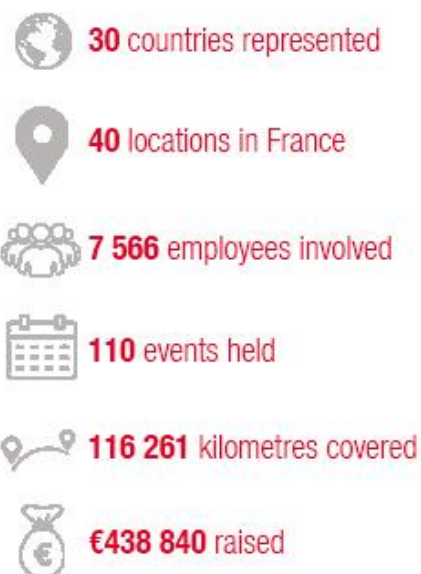 30 countries represented
40 locations in France
7 566 employees involved
110 events held
116 261 kilometres covered
€438 840 raised